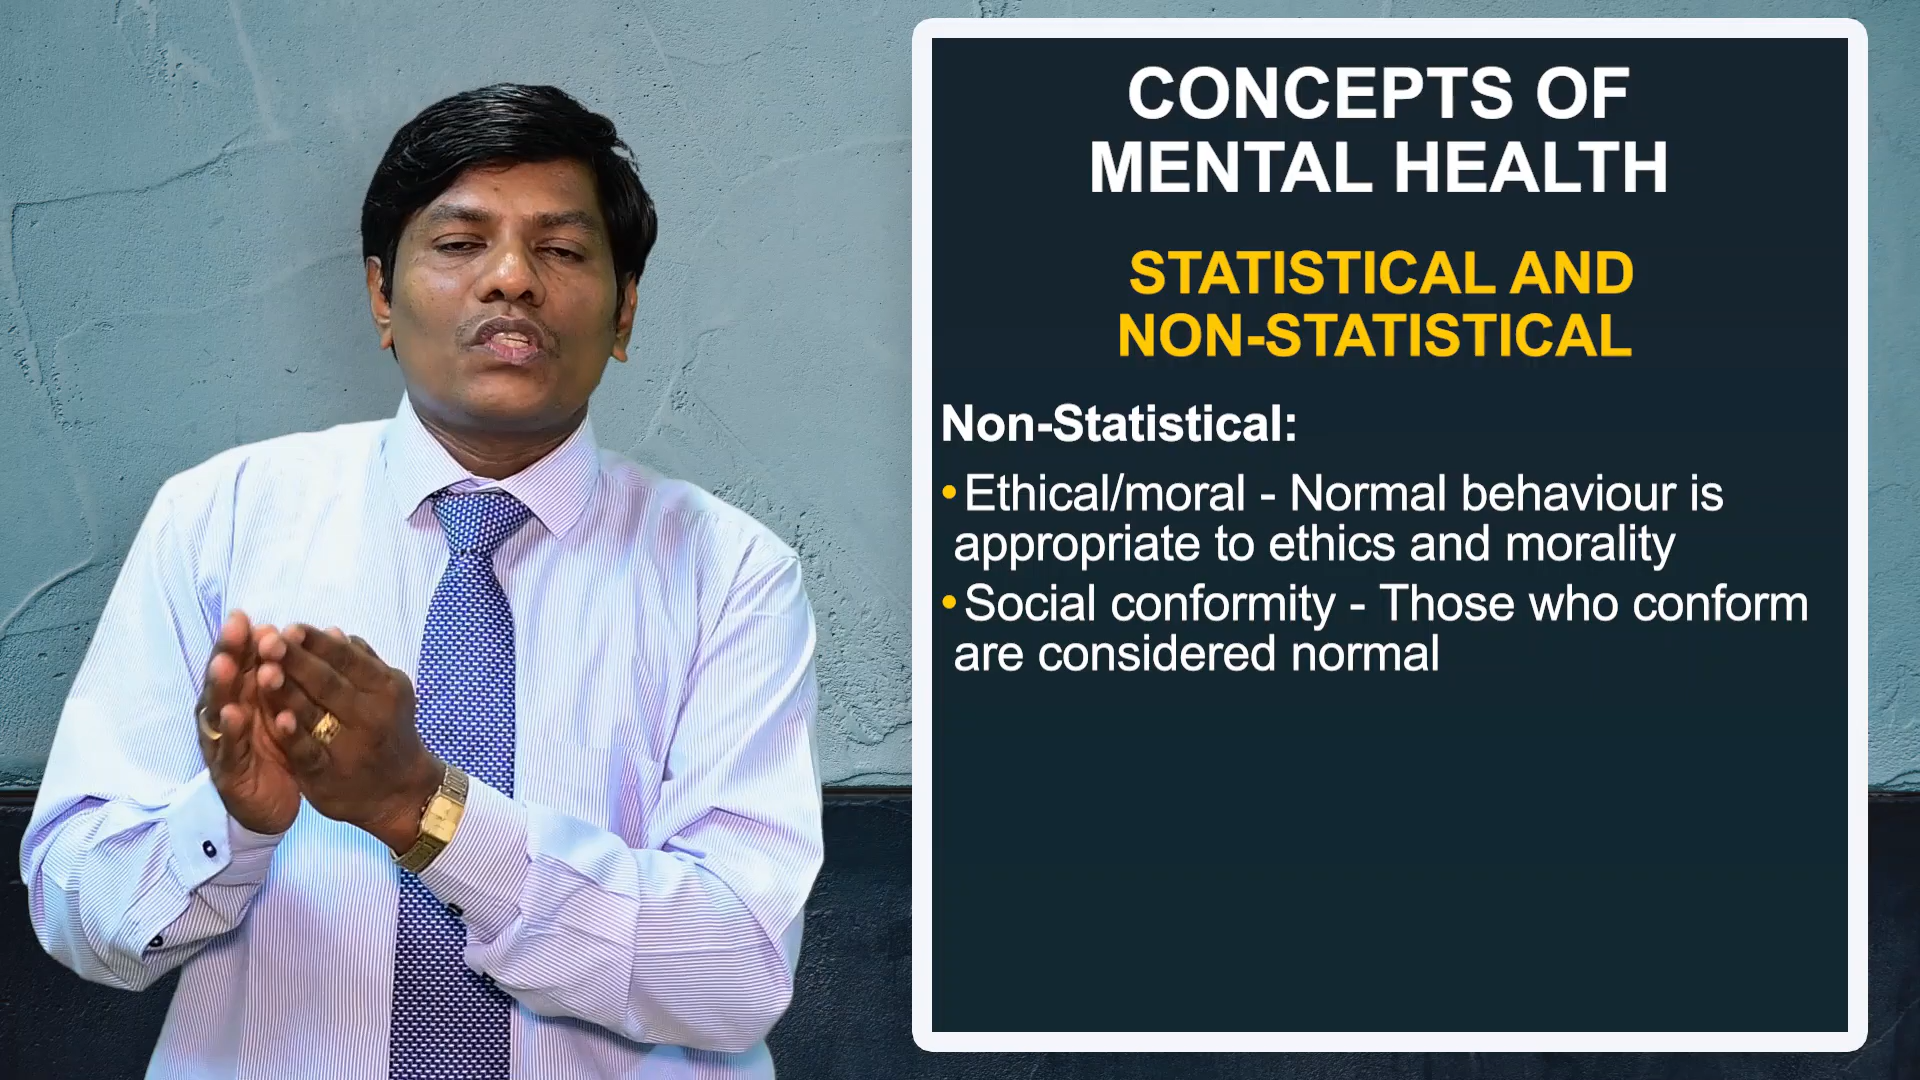 CONCEPTS OF
MENTAL HEALTH
STATISTICAL AND
NON-STATISTICAL
Non-Statistical:
•Ethical/moral - Normal behaviour is
appropriate to ethics and morality
•Social conformity - Those who conform
are considered normal